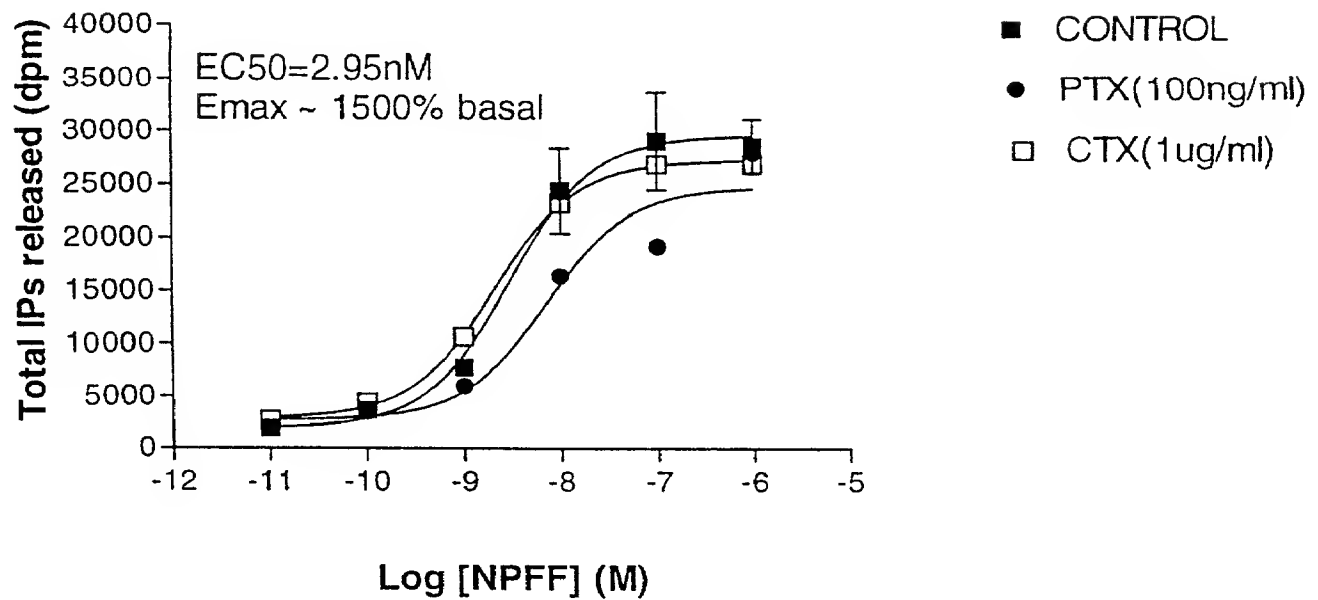 Total IPs released (dpm)
40000
35000
30000
25000
20000
15000
10000
5000
0
EC50=2.95nM
Emax ~ 1500% basal
CONTROL
PTX(100ng/ml)
CTX(1ug/ml)
-12 -11 -10 -9 -8 -7 -6 -5
Log [NPFF] (M)